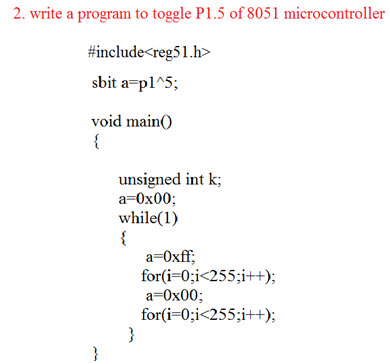 2. write a program to toggle P1.5 of 8051 microcontroller
#include<reg51.h>
sbit a=p1^5;
void main()
{
unsigned int k;
a=0x00;
while(1)
{
a=0xff;
for(i=0;i<255;i++);
a=0x00;
for(i=0;i<255;i++);
}
}